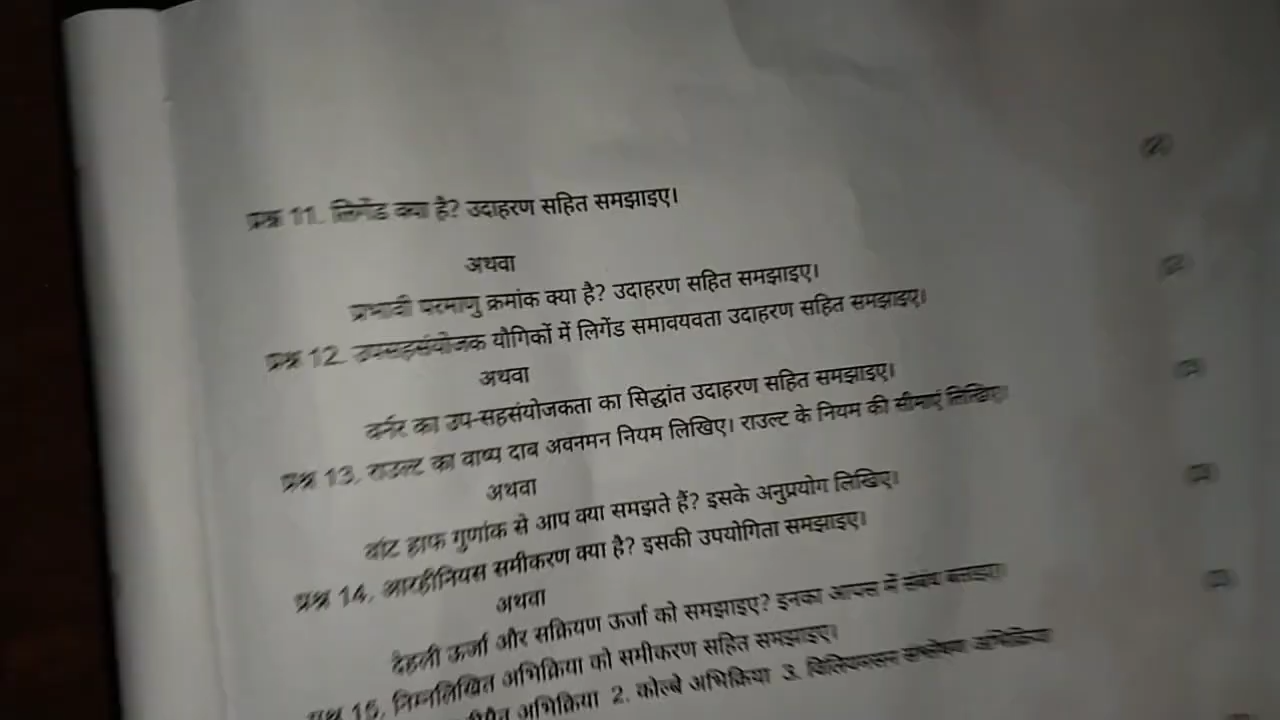 प्रश्न 11. लिगेंड क्या है? उदाहरण सहित समझाइए।
अथवा
प्रभावी परमाणु क्रमांक क्या है? उदाहरण सहित समझाइए।
प्रश्न 12. उपसहसंयोजक यौगिकों में लिगेंड समावयवता उदाहरण सहित समझाइए।
अथवा
वर्नर का उप-सहसंयोजकता का सिद्धांत उदाहरण सहित समझाइए।
प्रश्न 13. राउल्ट का वाष्प दाब अवनमन नियम लिखिए। राउल्ट के नियम की सीमाएं लिखिए।
अथवा
वांट हाफ गुणांक से आप क्या समझते हैं? इसके अनुप्रयोग लिखिए।
प्रश्न 14. आरहीनियस समीकरण क्या है? इसकी उपयोगिता समझाइए।
अथवा
देहली ऊर्जा और सक्रियण ऊर्जा को समझाइए? इनका आपस में संबंध बताइए।
प्रश्न 15. निम्नलिखित अभिक्रिया को समीकरण सहित समझाइए।
अभिक्रिया 2. कोल्बे अभिक्रिया 3. विलियमसन संश्लेषण अभिक्रिया